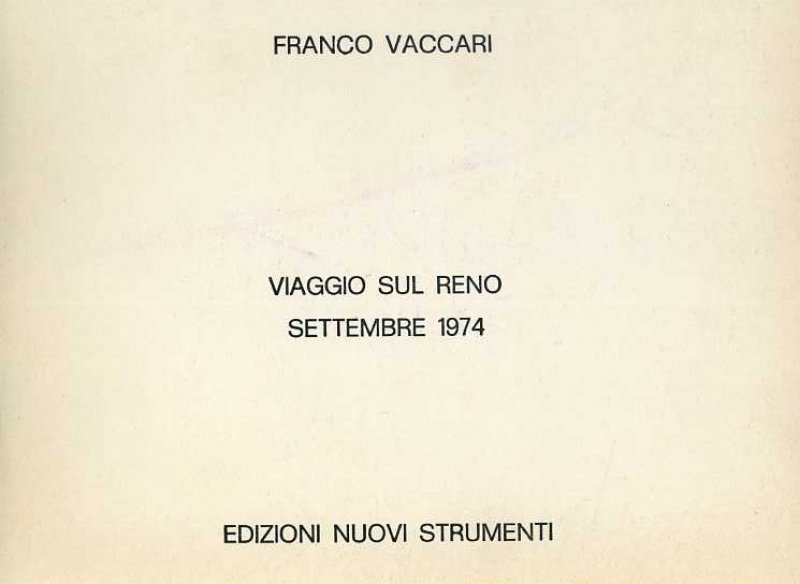 FRANCO VACCARI
VIAGGIO SUL RENO
SETTEMBRE 1974
EDIZIONI NUOVI STRUMENTI